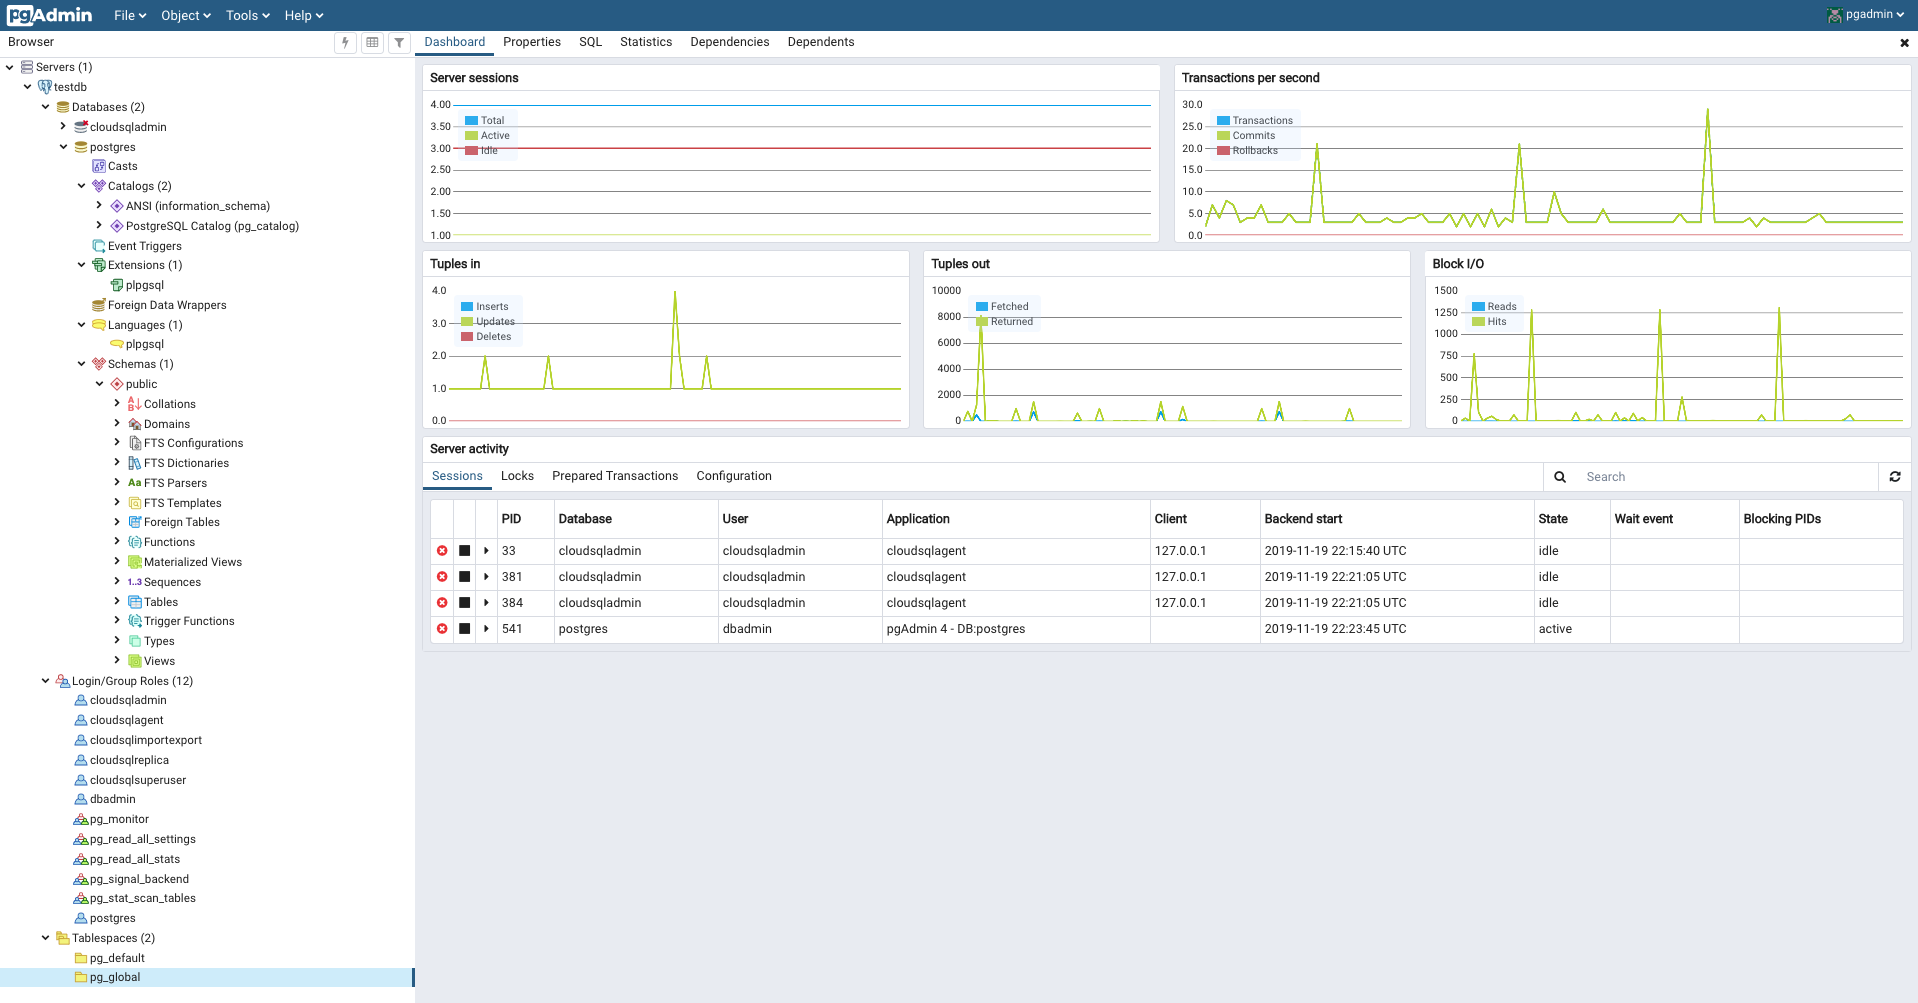 pgAdmin File Object Tools Help pgadmin
Browser
Servers (1)
testdb
Databases (2)
cloudsqladmin
postgres
Casts
Catalogs (2)
ANSI (information_schema)
PostgreSQL Catalog (pg_catalog)
Event Triggers
Extensions (1)
plpgsql
Foreign Data Wrappers
Languages (1)
plpgsql
Schemas (1)
public
Collations
Domains
FTS Configurations
FTS Dictionaries
Aa FTS Parsers
FTS Templates
Foreign Tables
Functions
Materialized Views
1..3 Sequences
Tables
Trigger Functions
Types
Views
Login/Group Roles (12)
cloudsqladmin
cloudsqlagent
cloudsqlimportexport
cloudsqlreplica
cloudsqlsuperuser
dbadmin
pg_monitor
pg_read_all_settings
pg_read_all_stats
pg_signal_backend
pg_stat_scan_tables
postgres
Tablespaces (2)
pg_default
pg_global
Dashboard Properties SQL Statistics Dependencies Dependents
Server sessions
4.00
3.50
3.00
2.50
2.00
1.50
1.00
Total
Active
Idle
Transactions per second
30.0
25.0
20.0
15.0
10.0
5.0
0.0
Transactions
Commits
Rollbacks
Tuples in
4.0
3.0
2.0
1.0
0.0
Inserts
Updates
Deletes
Tuples out
10000
8000
6000
4000
2000
0
Fetched
Returned
Block I/O
1500
1250
1000
750
500
250
0
Reads
Hits
Server activity
Sessions Locks Prepared Transactions Configuration Search
PID Database User Application Client Backend start State Wait event Blocking PIDs
33 cloudsqladmin cloudsqladmin cloudsqlagent 127.0.0.1 2019-11-19 22:15:40 UTC idle
381 cloudsqladmin cloudsqladmin cloudsqlagent 127.0.0.1 2019-11-19 22:21:05 UTC idle
384 cloudsqladmin cloudsqladmin cloudsqlagent 127.0.0.1 2019-11-19 22:21:05 UTC idle
541 postgres dbadmin pgAdmin 4 - DB:postgres 2019-11-19 22:23:45 UTC active